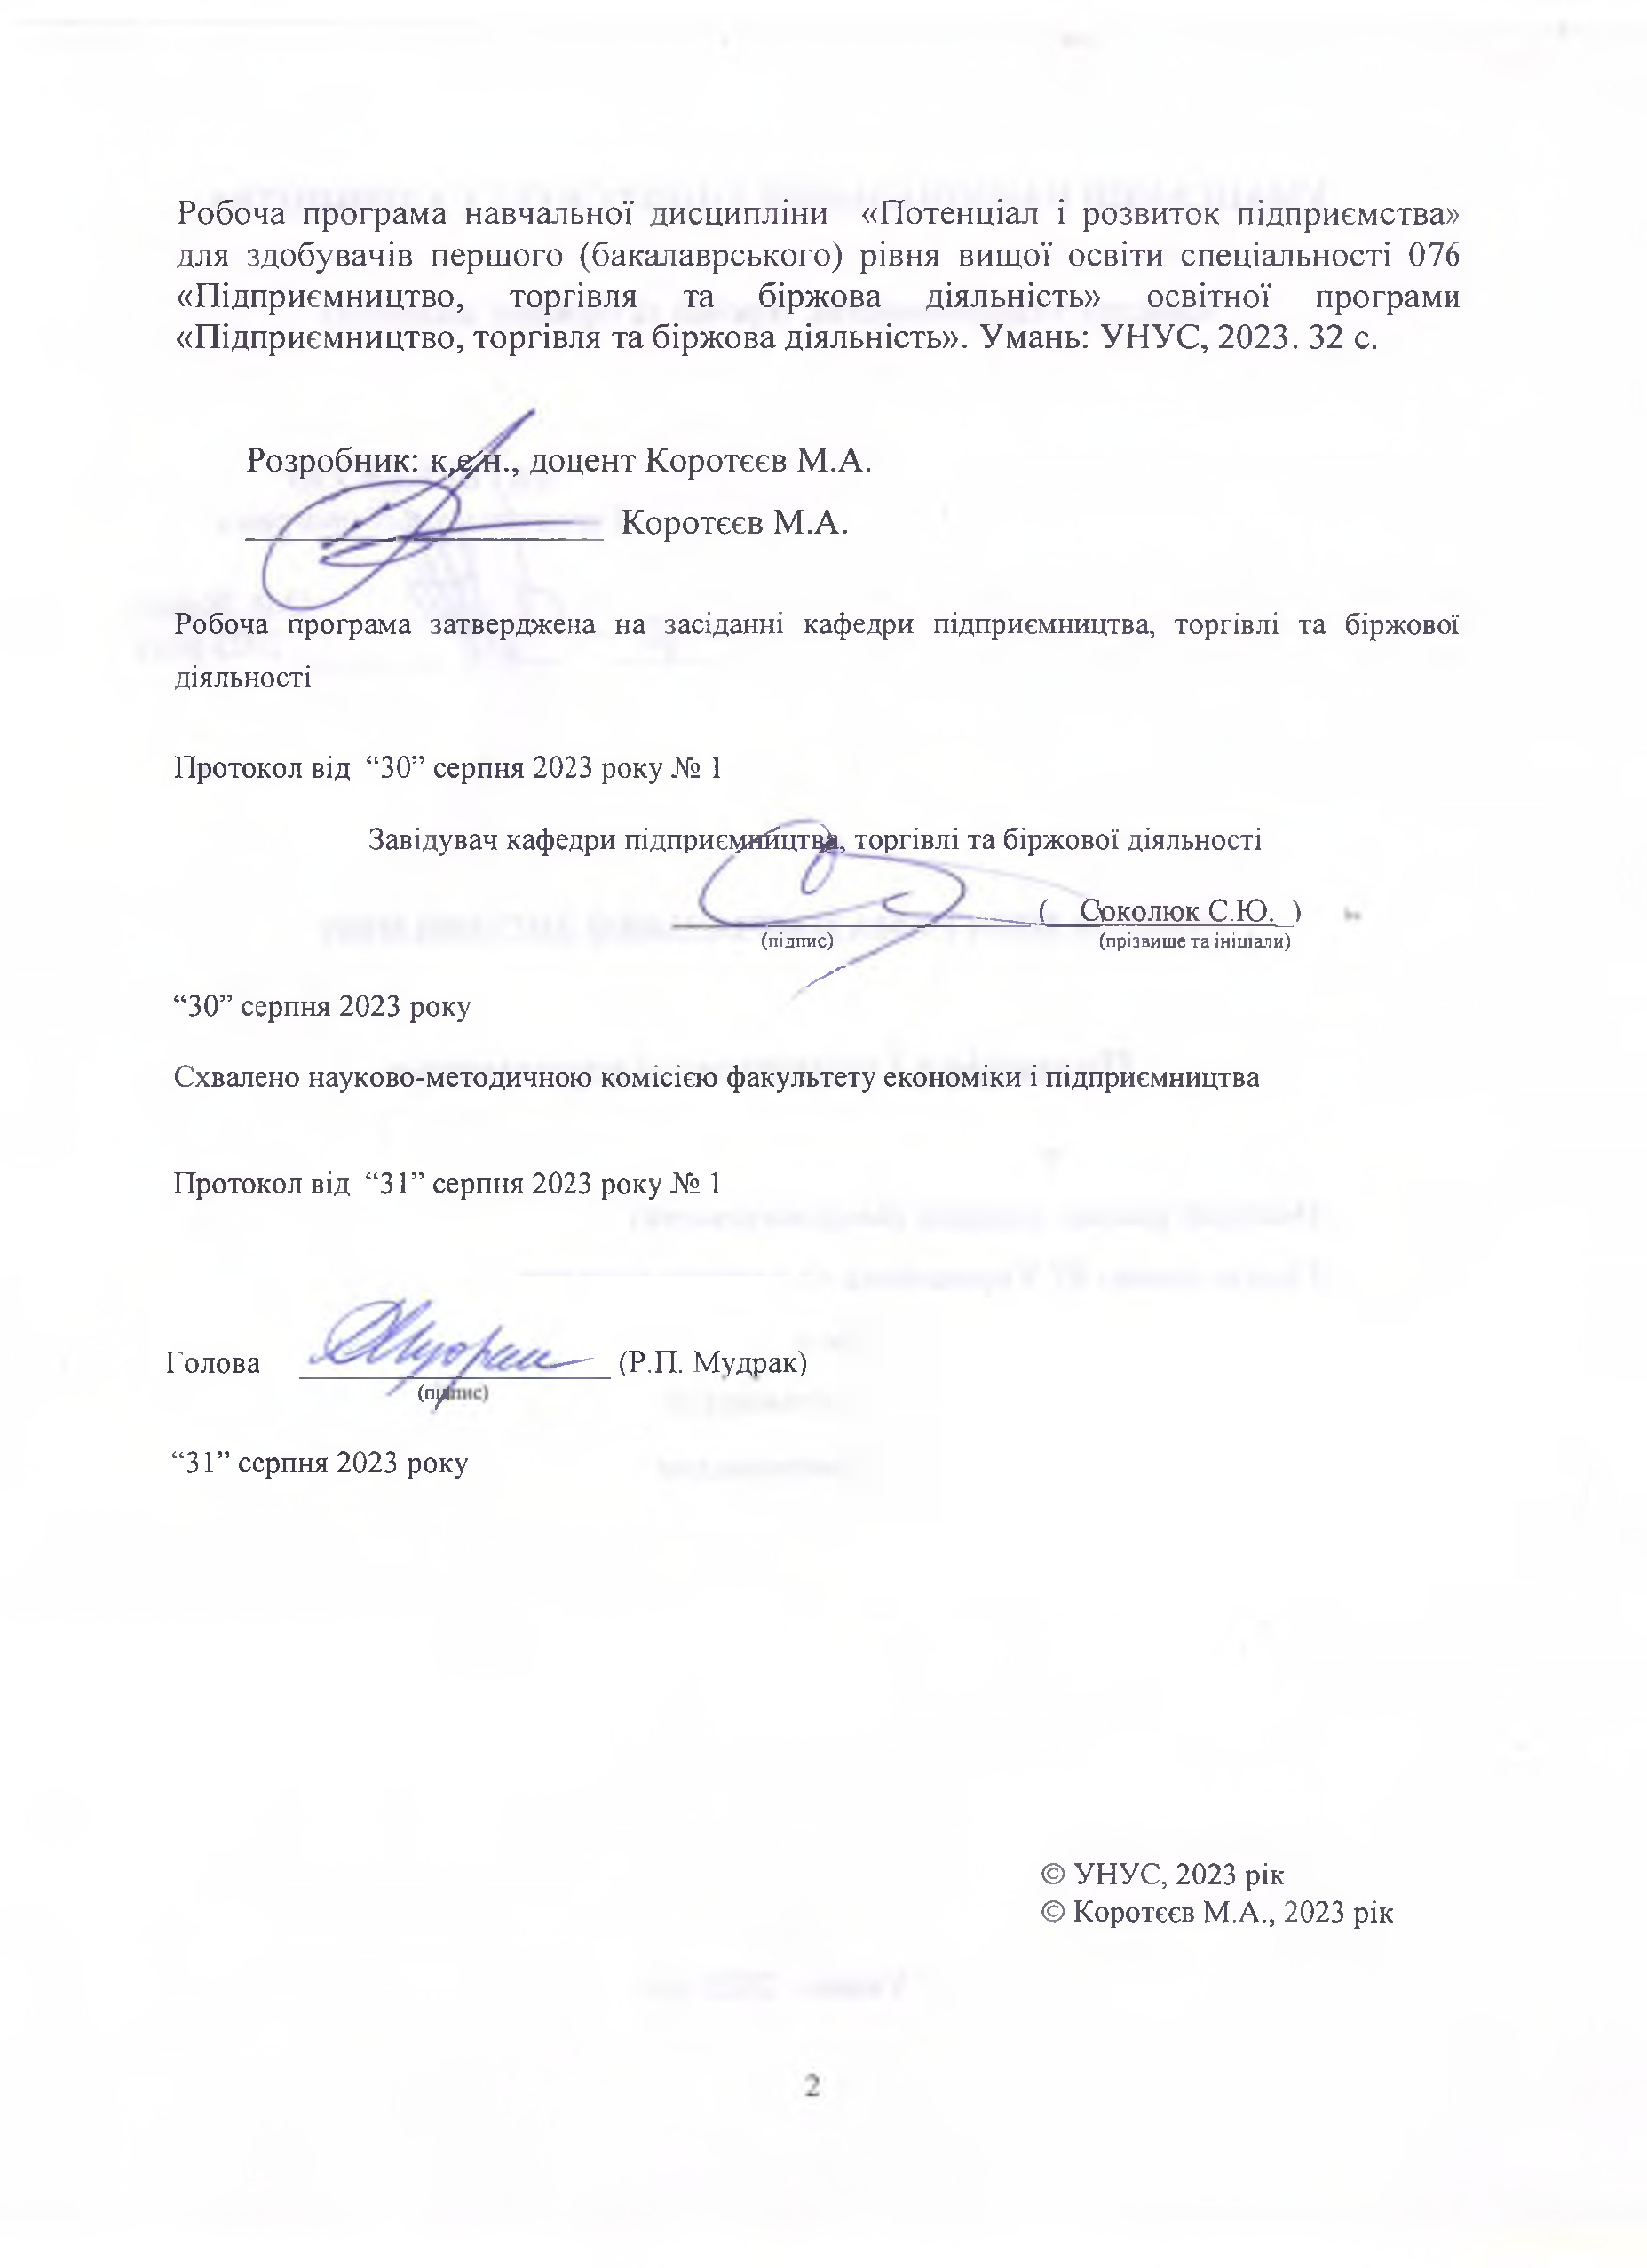 Робоча програма навчальної дисципліни «Потенціал і розвиток підприємства»
для здобувачів першого (бакалаврського) рівня вищої освіти спеціальності 076
«Підприємництво, торгівля та біржова діяльність» освітної програми
«Підприємництво, торгівля та біржова діяльність». Умань: УНУС, 2023. 32 с.
Розробник: к.е.н., доцент Коротєєв М.А.
Коротєєв М.А.
Робоча програма затверджена на засіданні кафедри підприємництва, торгівлі та біржової
діяльності
Протокол від “30” серпня 2023 року № 1
Завідувач кафедри підприємництва, торгівлі та біржової діяльності
( Соколюк С.Ю. )
(підпис) (прізвище та ініціали)
“30” серпня 2023 року
Схвалено науково-методичною комісією факультету економіки і підприємництва
Протокол від “31” серпня 2023 року № 1
Голова (Р.П. Мудрак)
(підпис)
“31” серпня 2023 року
© УНУС, 2023 рік
© Коротєєв М.А., 2023 рік
2